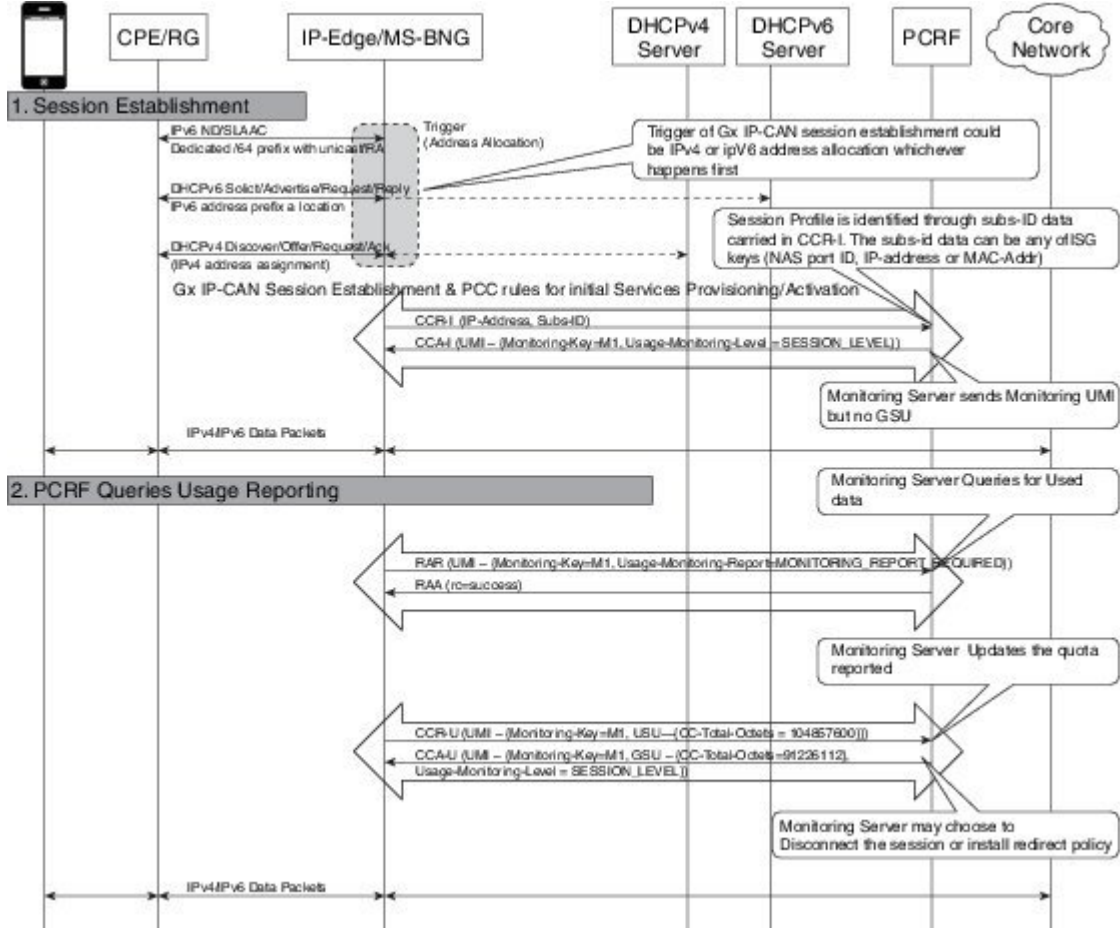 CPE/RG
IP-Edge/MS-BNG
DHCPv4
Server
DHCPv6
Server
PCRF
Core
Network
1. Session Establishment
IPv6 ND/SLAAC
Dedicated /64 prefix with unicast/RA
Trigger
(Address Allocation)
Trigger of Gx IP-CAN session establishment could
be IPv4 or ipV6 address allocation whichever
happens first
DHCPv6 Solict/Advertise/Request/Reply
IPv6 address prefix a location
Session Profile is identified through subs-ID data
carried in CCR-I. The subs-id data can be any of ISG
keys (NAS port ID, IP-address or MAC-Addr)
DHCPv4 Discover/Offer/Request/Ack
(IPv4 address assignment)
Gx IP-CAN Session Establishment & PCC rules for initial Services Provisioning/Activation
CCR-I (IP-Address, Subs-ID)
CCA-I (UMI – {Monitoring-Key=M1, Usage-Monitoring-Level = SESSION_LEVEL})
Monitoring Server sends Monitoring UMI
but no GSU
IPv4/IPv6 Data Packets
2. PCRF Queries Usage Reporting
Monitoring Server Queries for Used
data
RAR (UMI – {Monitoring-Key=M1, Usage-Monitoring-Report=MONITORING_REPORT_REQUIRED})
RAA (rc=success)
Monitoring Server Updates the quota
reported
CCR-U (UMI – {Monitoring-Key=M1, USU—{CC-Total-Octets = 104857600}})
CCA-U (UMI – {Monitoring-Key=M1, GSU – {CC-Total-Octets=91226112},
Usage-Monitoring-Level = SESSION_LEVEL})
Monitoring Server may choose to
Disconnect the session or install redirect policy
IPv4/IPv6 Data Packets